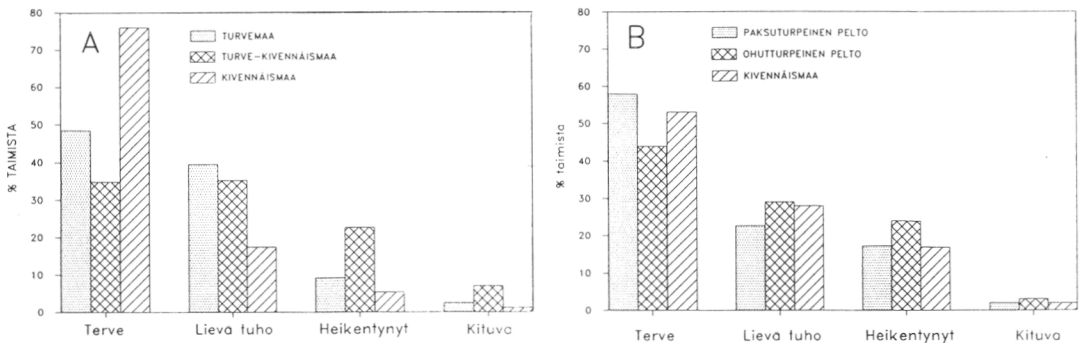 A
TURVEMAA
TURVE-KIVENNÄISMAA
KIVENNÄISMAA
% TAIMISTA
80
70
60
50
40
30
20
10
0
Terve Lievä tuho Heikentynyt Kituva
B
PAKSUTURPEINEN PELTO
OHUTTURPEINEN PELTO
KIVENNÄISMAA
% taimista
80
70
60
50
40
30
20
10
0
Terve Lievä tuho Heikentynyt Kituva